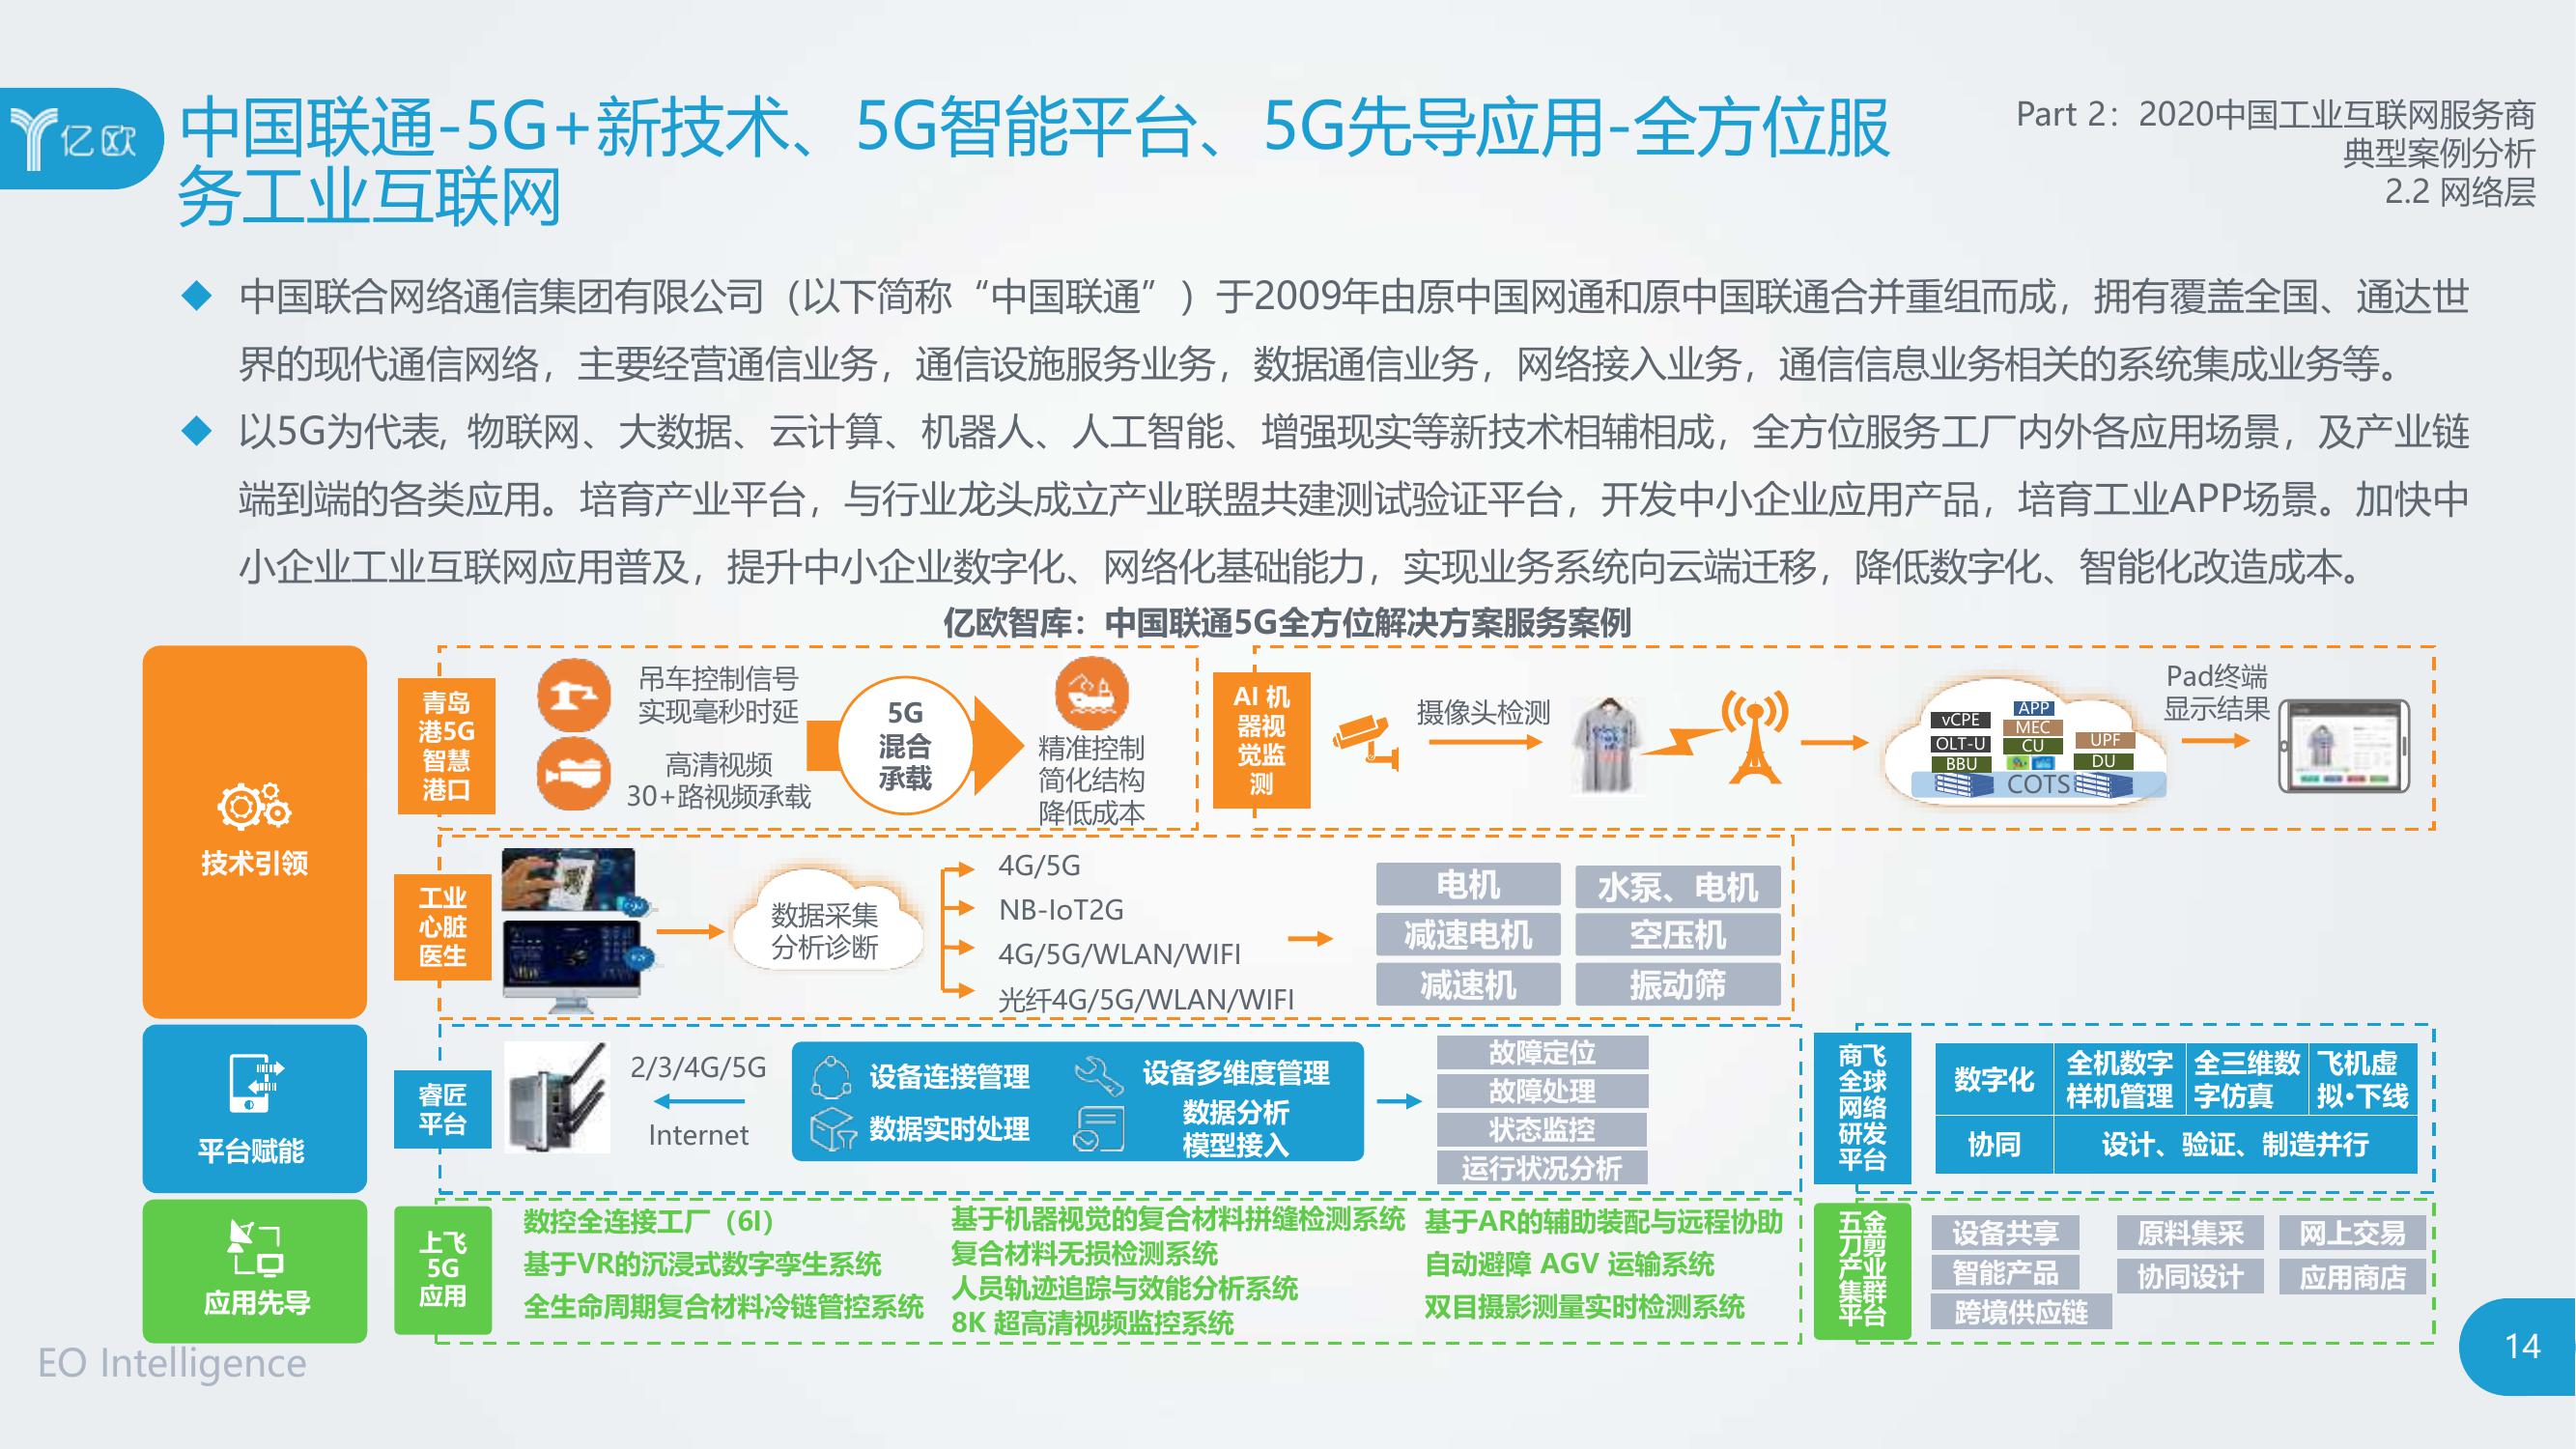 亿欧
中国联通-5G+新技术、5G智能平台、5G先导应用-全方位服
务工业互联网
Part 2：2020中国工业互联网服务商
典型案例分析
2.2 网络层
中国联合网络通信集团有限公司（以下简称“中国联通”）于2009年由原中国网通和原中国联通合并重组而成，拥有覆盖全国、通达世
界的现代通信网络，主要经营通信业务，通信设施服务业务，数据通信业务，网络接入业务，通信信息业务相关的系统集成业务等。
以5G为代表, 物联网、大数据、云计算、机器人、人工智能、增强现实等新技术相辅相成，全方位服务工厂内外各应用场景，及产业链
端到端的各类应用。培育产业平台，与行业龙头成立产业联盟共建测试验证平台，开发中小企业应用产品，培育工业APP场景。加快中
小企业工业互联网应用普及，提升中小企业数字化、网络化基础能力，实现业务系统向云端迁移，降低数字化、智能化改造成本。
亿欧智库：中国联通5G全方位解决方案服务案例
技术引领
青岛
港5G
智慧
港口
吊车控制信号
实现毫秒时延
高清视频
30+路视频承载
5G
混合
承载
精准控制
简化结构
降低成本
AI 机
器视
觉监
测
摄像头检测
vCPE
OLT-U
BBU
APP
MEC
CU
UPF
DU
COTS
Pad终端
显示结果
工业
心脏
医生
数据采集
分析诊断
4G/5G
NB-IoT2G
4G/5G/WLAN/WIFI
光纤4G/5G/WLAN/WIFI
电机
水泵、电机
减速电机
空压机
减速机
振动筛
平台赋能
睿匠
平台
2/3/4G/5G
Internet
设备连接管理
设备多维度管理
数据实时处理
数据分析
模型接入
故障定位
故障处理
状态监控
运行状况分析
商飞
全球
网络
研发
平台
数字化
全机数字
样机管理
全三维数
字仿真
飞机虚
拟•下线
协同
设计、验证、制造并行
应用先导
上飞
5G
应用
数控全连接工厂（6I）
基于VR的沉浸式数字孪生系统
全生命周期复合材料冷链管控系统
基于机器视觉的复合材料拼缝检测系统
复合材料无损检测系统
人员轨迹追踪与效能分析系统
8K 超高清视频监控系统
基于AR的辅助装配与远程协助
自动避障 AGV 运输系统
双目摄影测量实时检测系统
五金
刀剪
产业
集群
平台
设备共享
原料集采
网上交易
智能产品
协同设计
应用商店
跨境供应链
EO Intelligence
14